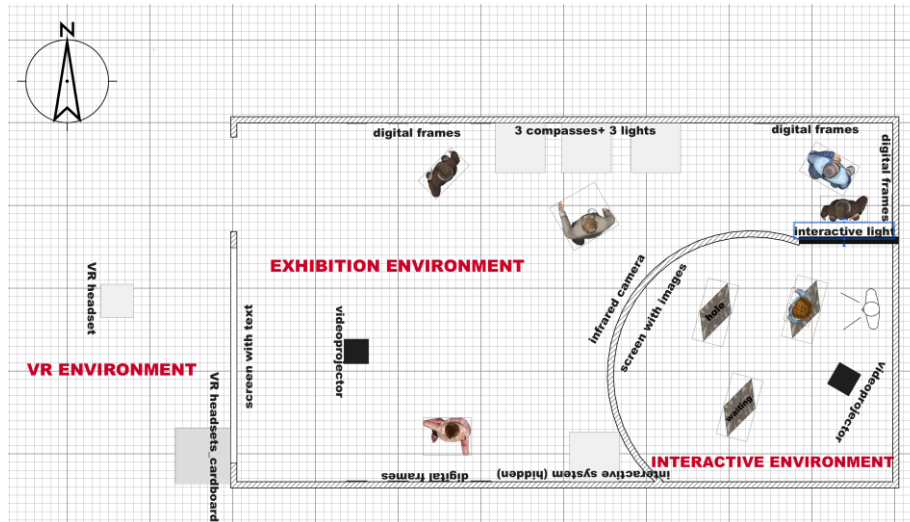 N
digital frames
3 compasses+ 3 lights
digital frames
digital frames
interactive light
EXHIBITION ENVIRONMENT
VR headset
infrared camera
screen with images
hole
screen with text
videoprojector
VR ENVIRONMENT
VR headsets_cardboard
waiting
videoprojector
INTERACTIVE ENVIRONMENT
digital frames
interactive system (hidden)